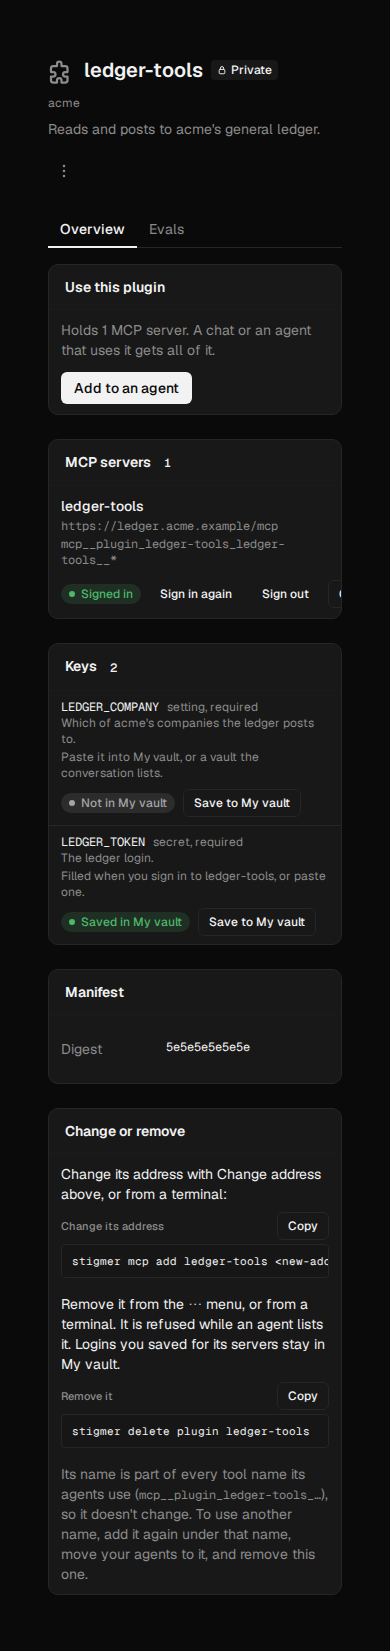 ledger-tools
Private
acme
Reads and posts to acme's general ledger.
Overview
Evals
Use this plugin
Holds 1 MCP server. A chat or an agent
that uses it gets all of it.
Add to an agent
MCP servers 1
ledger-tools
https://ledger.acme.example/mcp
mcp__plugin_ledger-tools_ledger-
tools__*
Signed in
Sign in again
Sign out
Keys 2
LEDGER_COMPANY setting, required
Which of acme's companies the ledger posts
to.
Paste it into My vault, or a vault the
conversation lists.
Not in My vault
Save to My vault
LEDGER_TOKEN secret, required
The ledger login.
Filled when you sign in to ledger-tools, or paste
one.
Saved in My vault
Save to My vault
Manifest
Digest
5e5e5e5e5e5e
Change or remove
Change its address with Change address
above, or from a terminal:
Change its address
Copy
stigmer mcp add ledger-tools <new-add
Remove it from the ··· menu, or from a
terminal. It is refused while an agent lists
it. Logins you saved for its servers stay in
My vault.
Remove it
Copy
stigmer delete plugin ledger-tools
Its name is part of every tool name its
agents use (mcp__plugin_ledger-tools_…),
so it doesn't change. To use another
name, add it again under that name,
move your agents to it, and remove this
one.